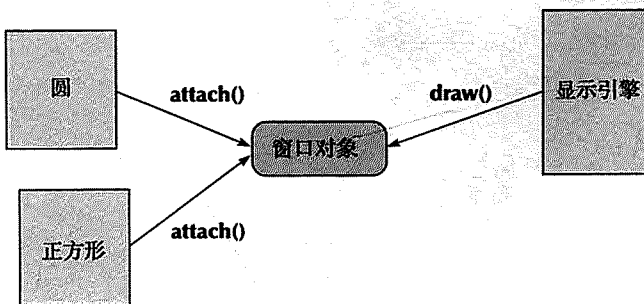 圆
attach()
draw()
显示引擎
窗口对象
正方形
attach()